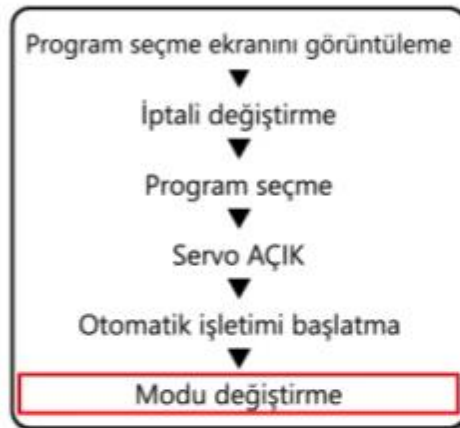 Program seçme ekranını görüntüleme
İptali değiştirme
Program seçme
Servo AÇIK
Otomatik işletimi başlatma
Modu değiştirme